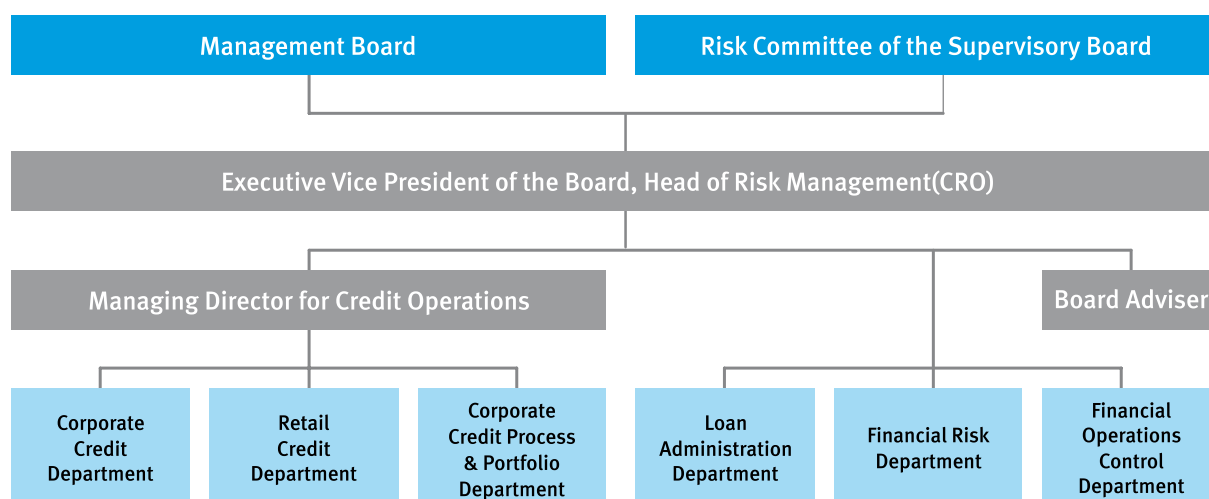 Management Board
Risk Committee of the Supervisory Board
Executive Vice President of the Board, Head of Risk Management(CRO)
Managing Director for Credit Operations
Board Adviser
Corporate
Credit
Department
Retail
Credit
Department
Corporate
Credit Process
& Portfolio
Department
Loan
Administration
Department
Financial Risk
Department
Financial
Operations
Control
Department